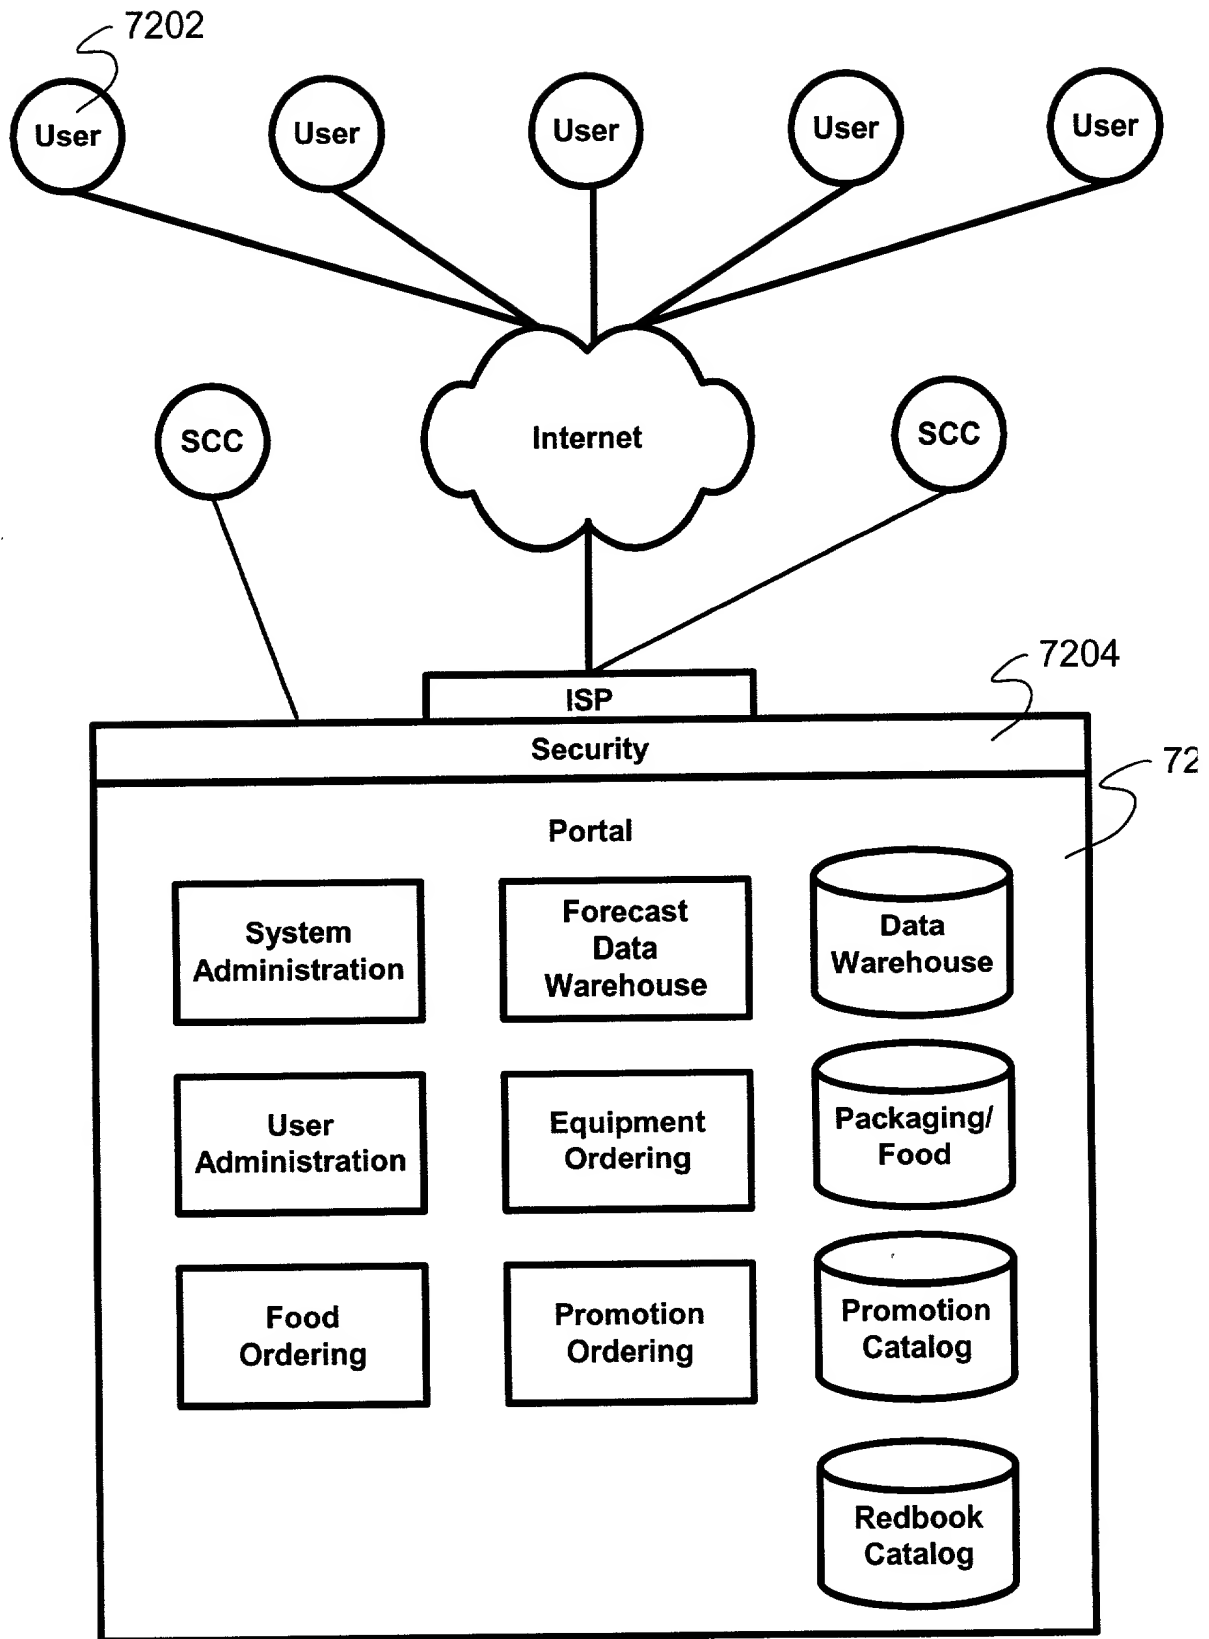 7202
User
User
User
User
User
SCC
Internet
SCC
7204
ISP
Security
72
Portal
System
Administration
Forecast
Data
Warehouse
Data
Warehouse
User
Administration
Equipment
Ordering
Packaging/
Food
Food
Ordering
Promotion
Ordering
Promotion
Catalog
Redbook
Catalog